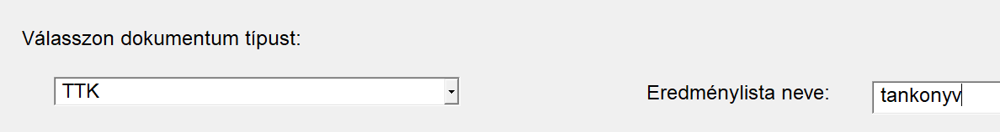 Válasszon dokumentum típust:
TTK
Eredménylista neve:
tankonyv